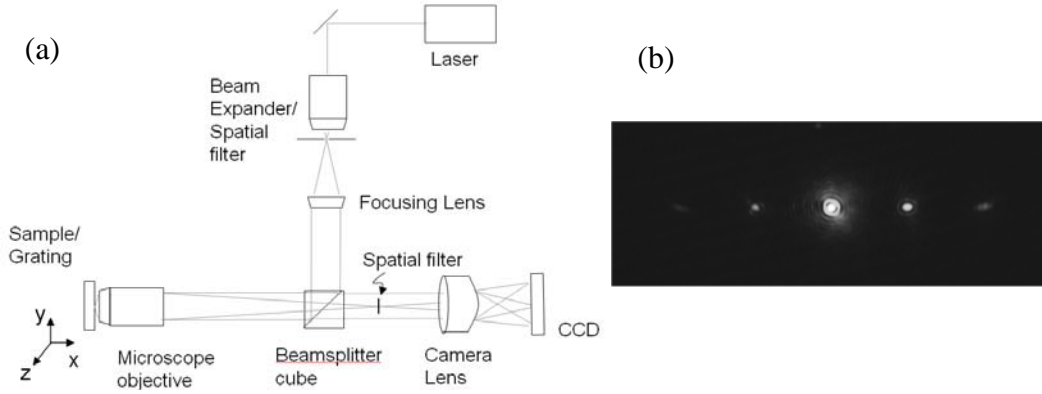 (a)
Laser
(b)
Beam
Expander/
Spatial
filter
Focusing Lens
Sample/
Grating
Spatial filter
y
x
z
CCD
Microscope
objective
Beamsplitter
cube
Camera
Lens